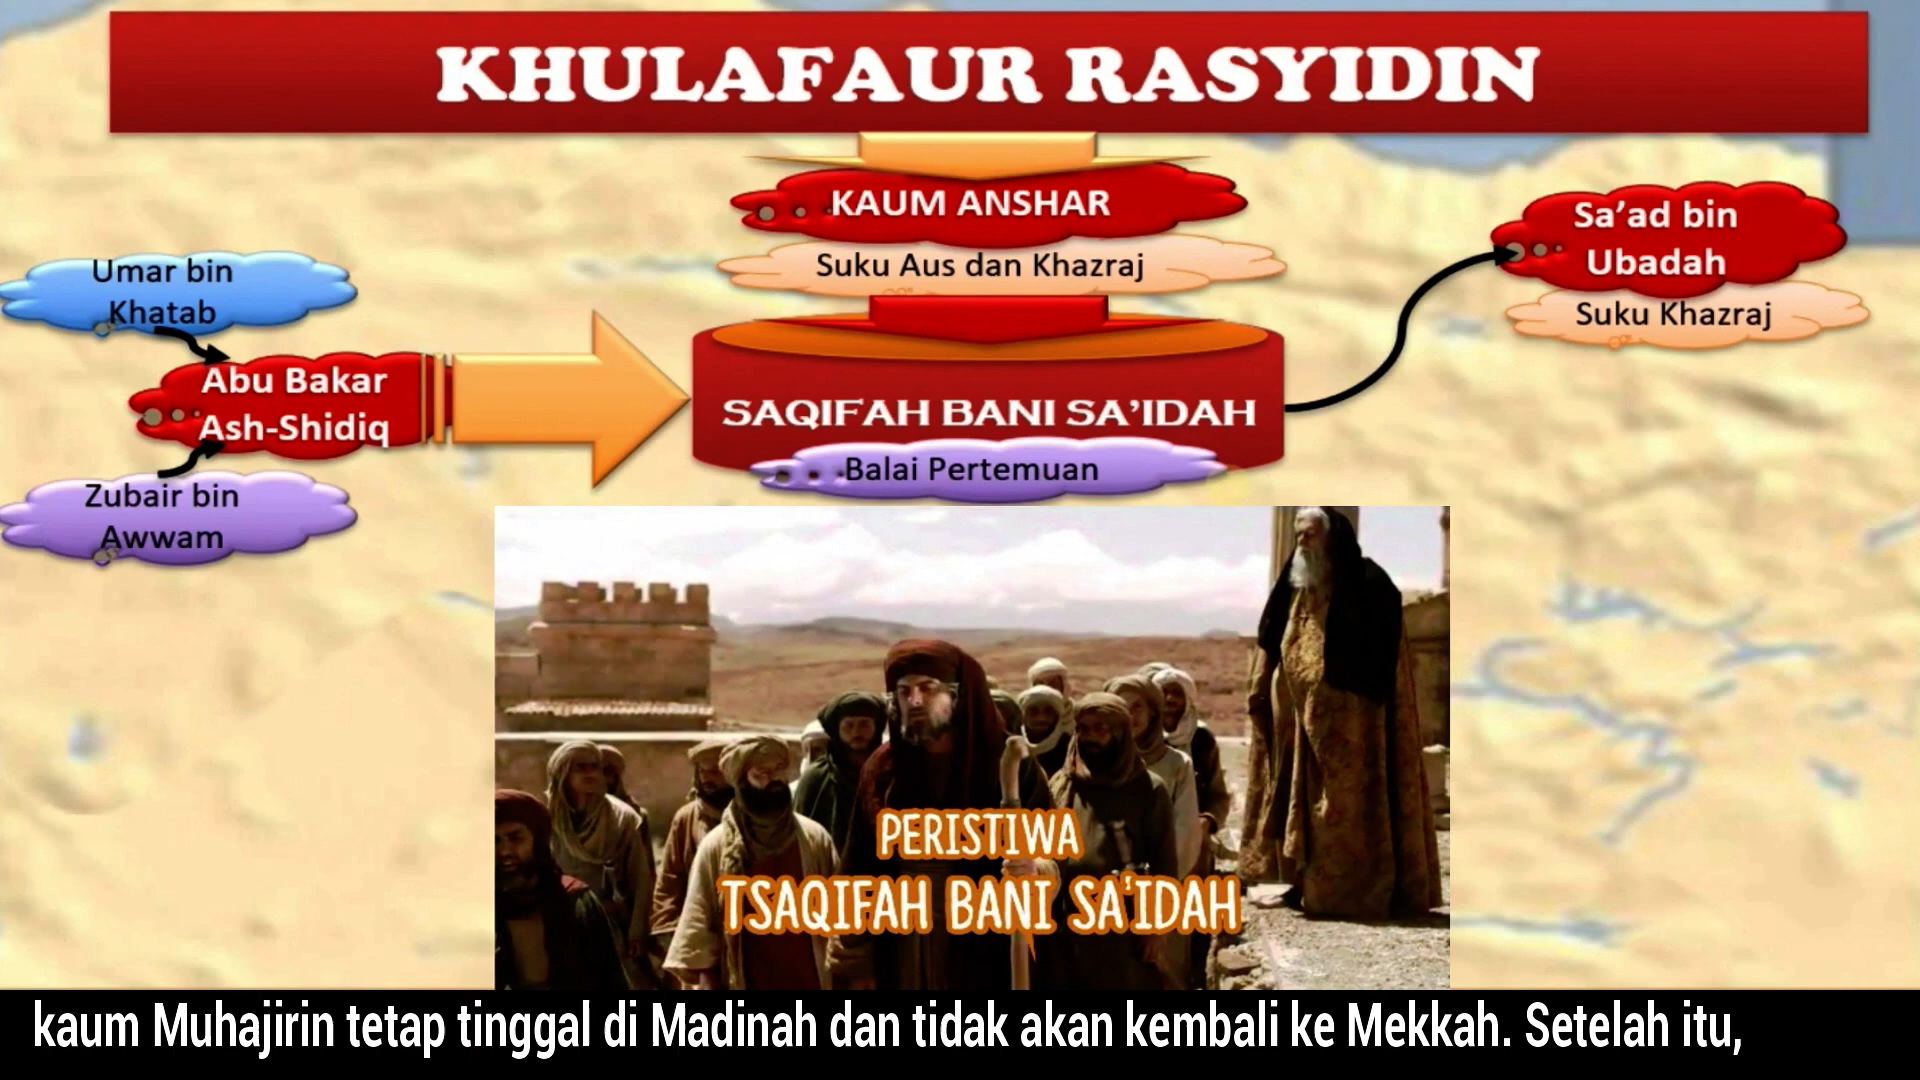 KHULAFAUR RASYIDIN
KAUM ANSHAR
Suku Aus dan Khazraj
Sa’ad bin
Ubadah
Suku Khazraj
Umar bin
Khatab
Abu Bakar
Ash-Shidiq
Zubair bin
Awwam
SAQIFAH BANI SA’IDAH
Balai Pertemuan
PERISTIWA
TSAQIFAH BANI SA'IDAH
kaum Muhajirin tetap tinggal di Madinah dan tidak akan kembali ke Mekkah. Setelah itu,